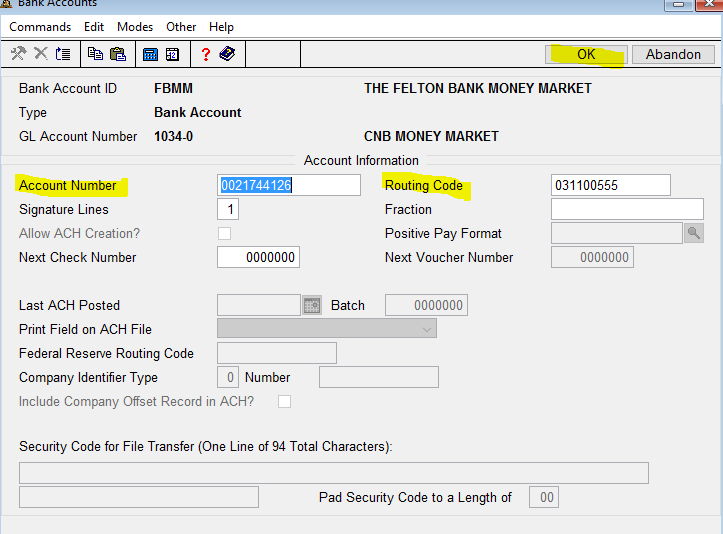 Bank Accounts
Commands Edit Modes Other Help
OK Abandon
Bank Account ID FBMM THE FELTON BANK MONEY MARKET
Type Bank Account
GL Account Number 1034-0 CNB MONEY MARKET
Account Information
Account Number 0021744126 Routing Code 031100555
Signature Lines 1 Fraction
Allow ACH Creation? Positive Pay Format
Next Check Number 0000000 Next Voucher Number 0000000
Last ACH Posted Batch 0000000
Print Field on ACH File
Federal Reserve Routing Code
Company Identifier Type 0 Number
Include Company Offset Record in ACH?
Security Code for File Transfer (One Line of 94 Total Characters):
Pad Security Code to a Length of 00